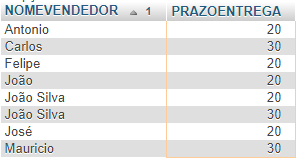 NOMEVENDEDOR 1 PRAZOENTREGA
Antonio 20
Carlos 30
Felipe 20
João 20
João Silva 20
João Silva 30
José 20
Mauricio 30